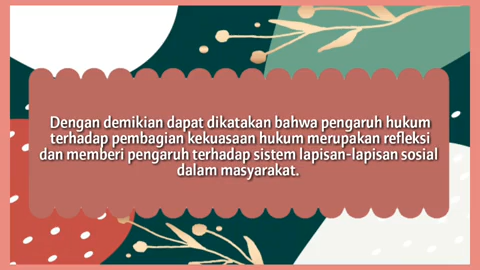 Dengan demikian dapat dikatakan bahwa pengaruh hukum
terhadap pembagian kekuasaan hukum merupakan refleksi
dan memberi pengaruh terhadap sistem lapisan-lapisan sosial
dalam masyarakat.